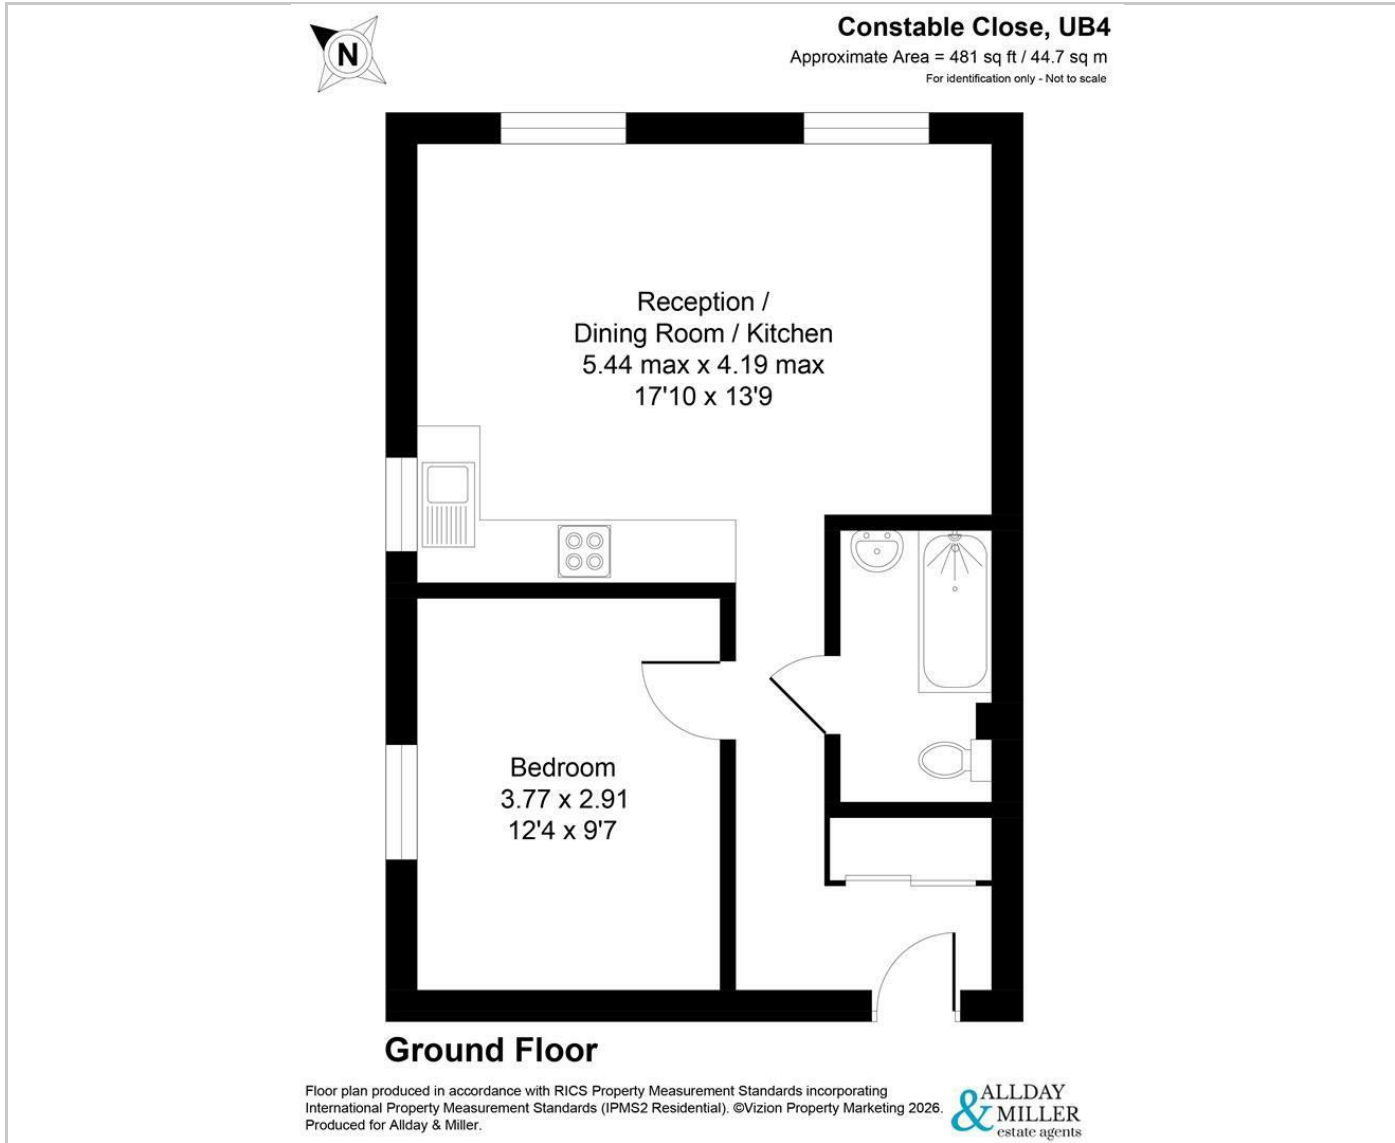 N
Constable Close, UB4
Approximate Area = 481 sq ft / 44.7 sq m
For identification only - Not to scale
Reception /
Dining Room / Kitchen
5.44 max x 4.19 max
17'10 x 13'9
Bedroom
3.77 x 2.91
12'4 x 9'7
Ground Floor
Floor plan produced in accordance with RICS Property Measurement Standards incorporating
International Property Measurement Standards (IPMS2 Residential). ©Vizion Property Marketing 2026.
Produced for Allday & Miller.
ALLDAY
& MILLER
estate agents